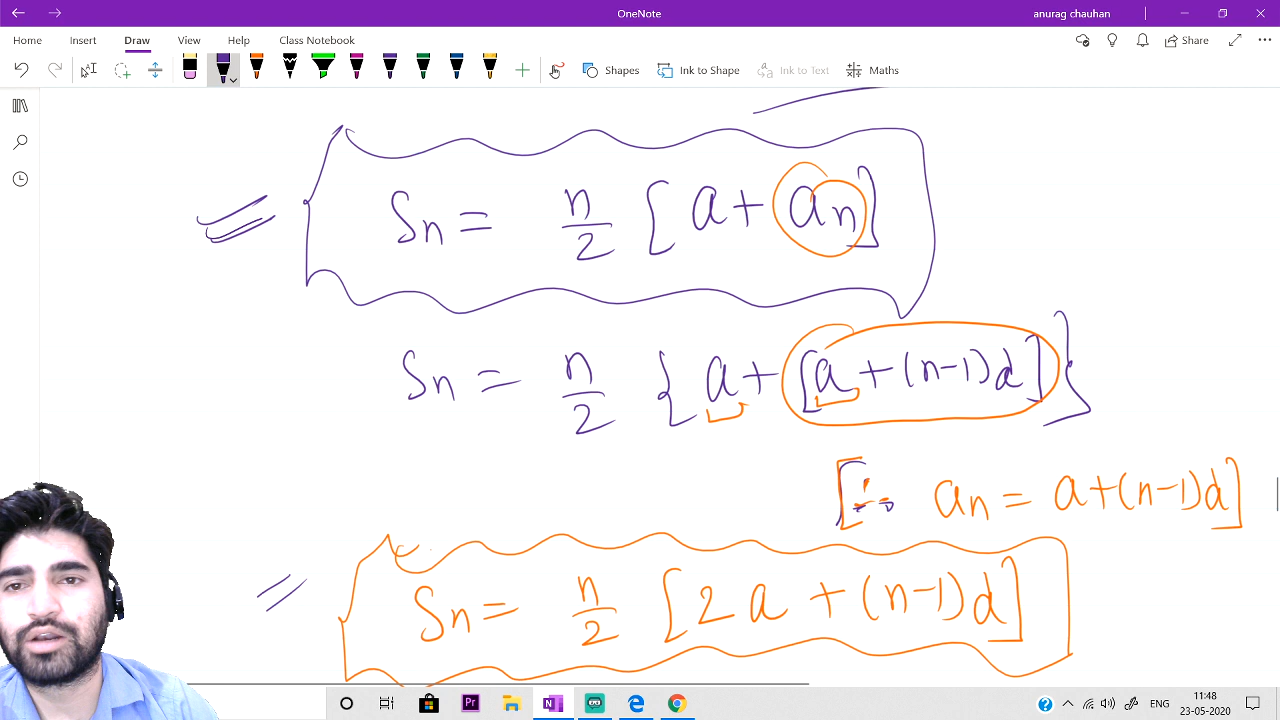 OneNote
anurag chauhan
Home Insert Draw View Help Class Notebook
Share
Shapes Ink to Shape Ink to Text Maths
Sn = n/2 [a + an]
Sn = n/2 {a + [a + (n-1)d]}
[∵ an = a+(n-1)d]
= Sn = n/2 [2a + (n-1)d]
Pr N
ENG
11:48
23-05-2020